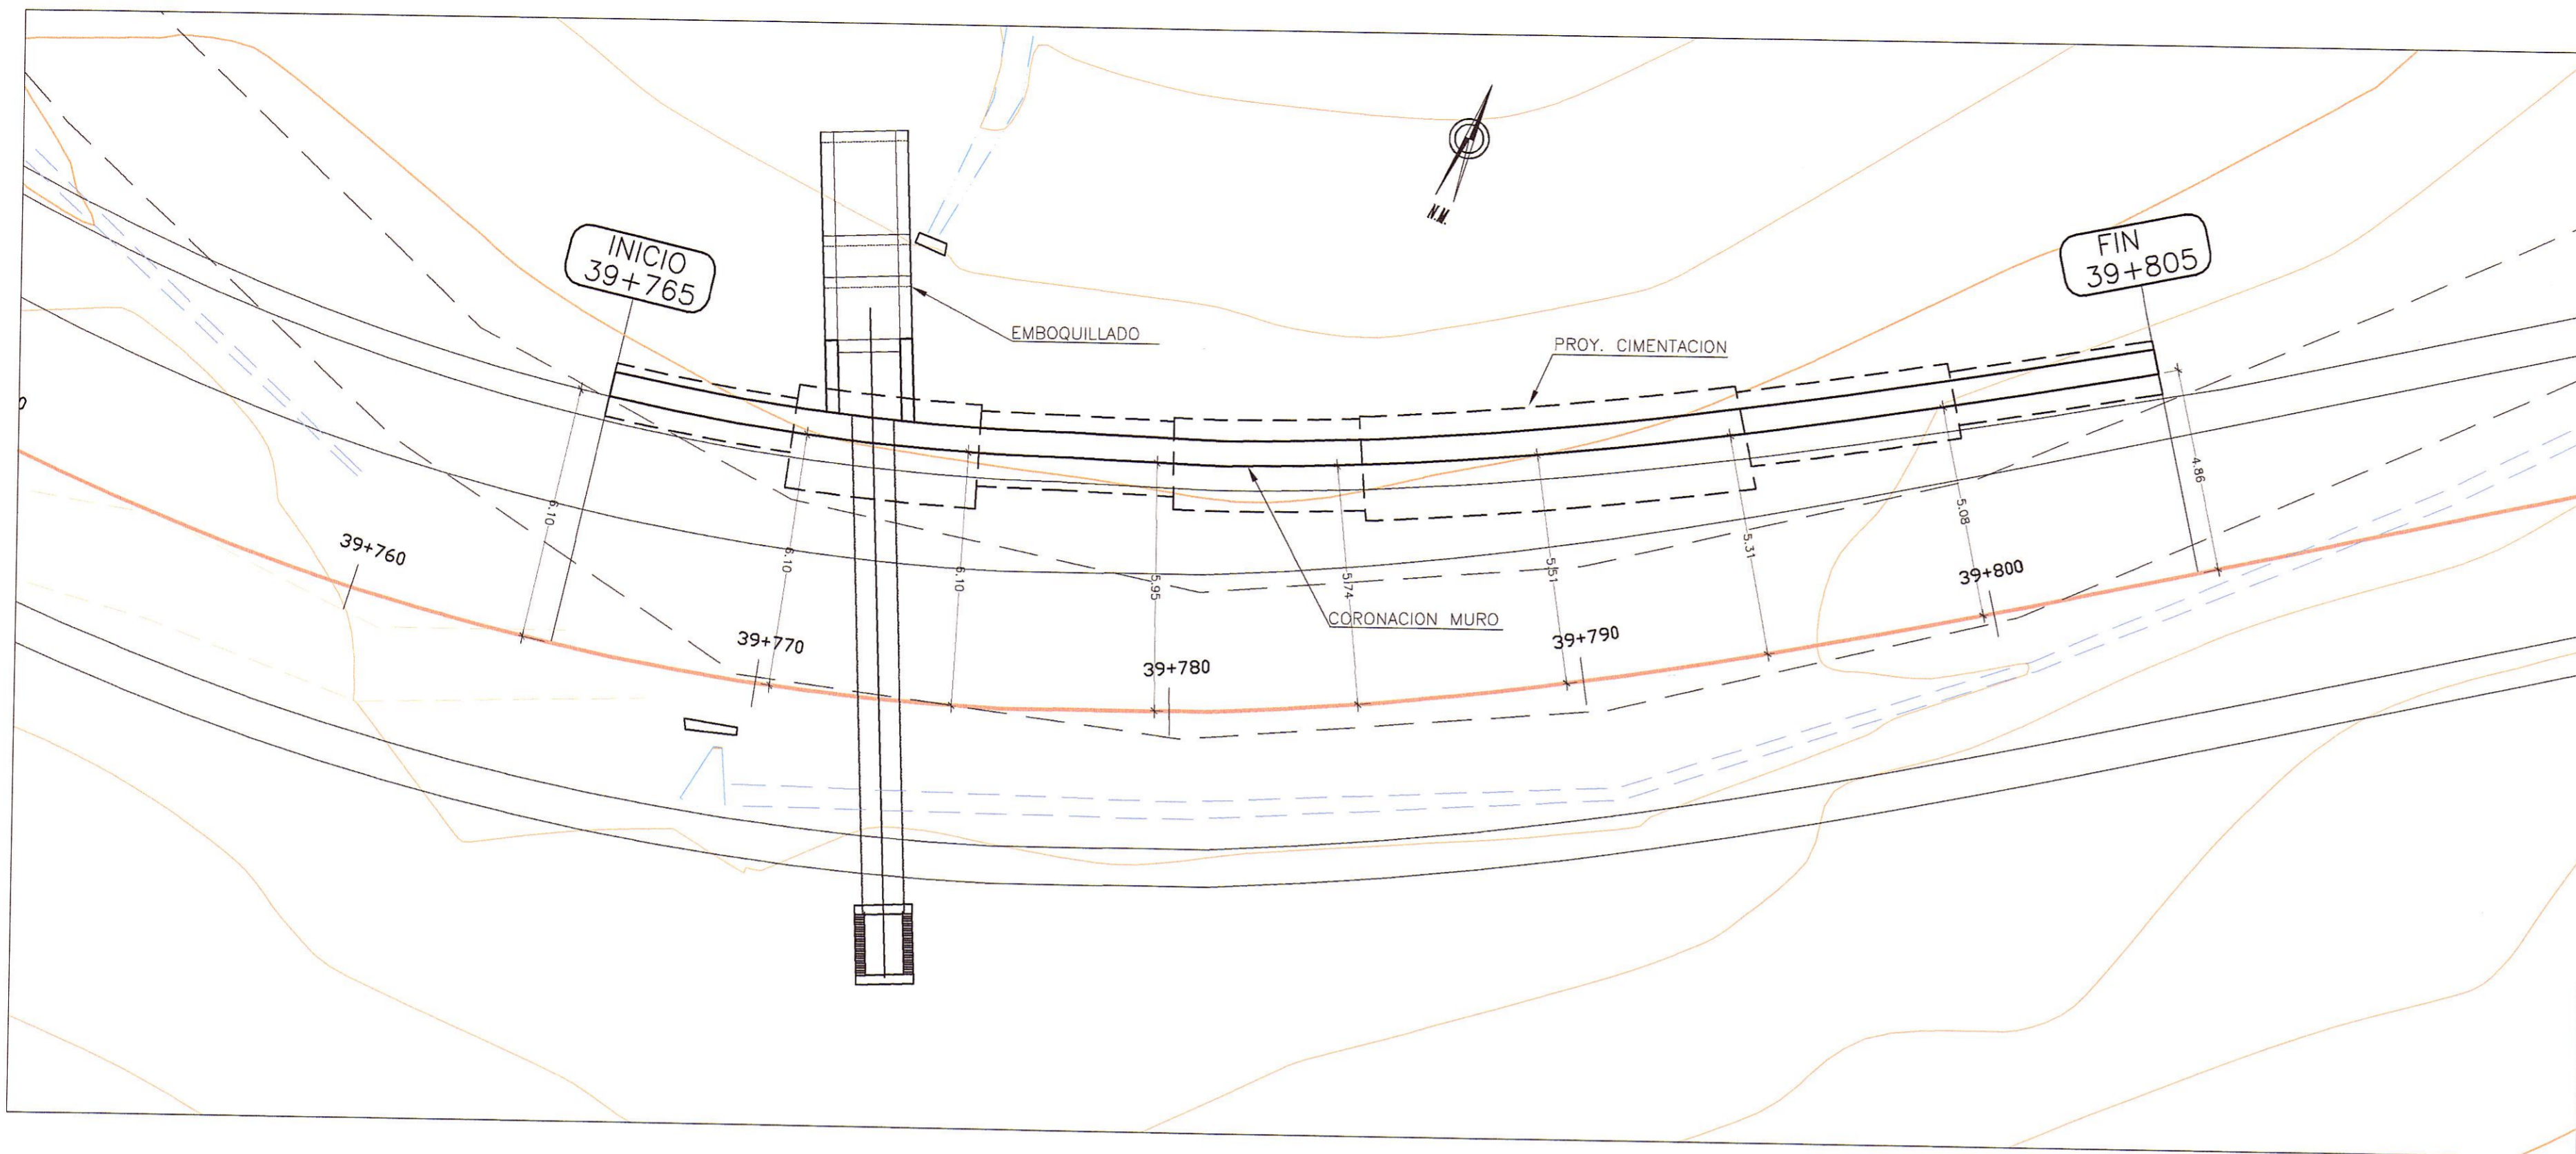 N.M.
INICIO
39+765
FIN
39+805
EMBOQUILLADO
PROY. CIMENTACION
6.10
6.10
6.10
5.95
5.74
5.51
5.31
5.08
4.86
39+760
39+770
39+780
39+790
39+800
CORONACION MURO